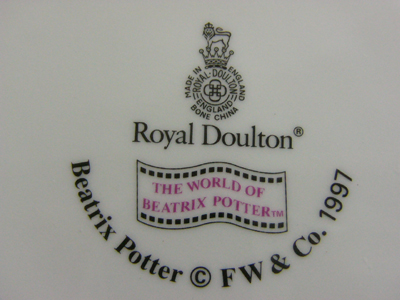 MADE IN ENGLAND
ROYAL·DOULTON
ENGLAND
BONE CHINA
Royal Doulton®
THE WORLD OF
BEATRIX POTTER™
Beatrix Potter © FW & Co. 1997